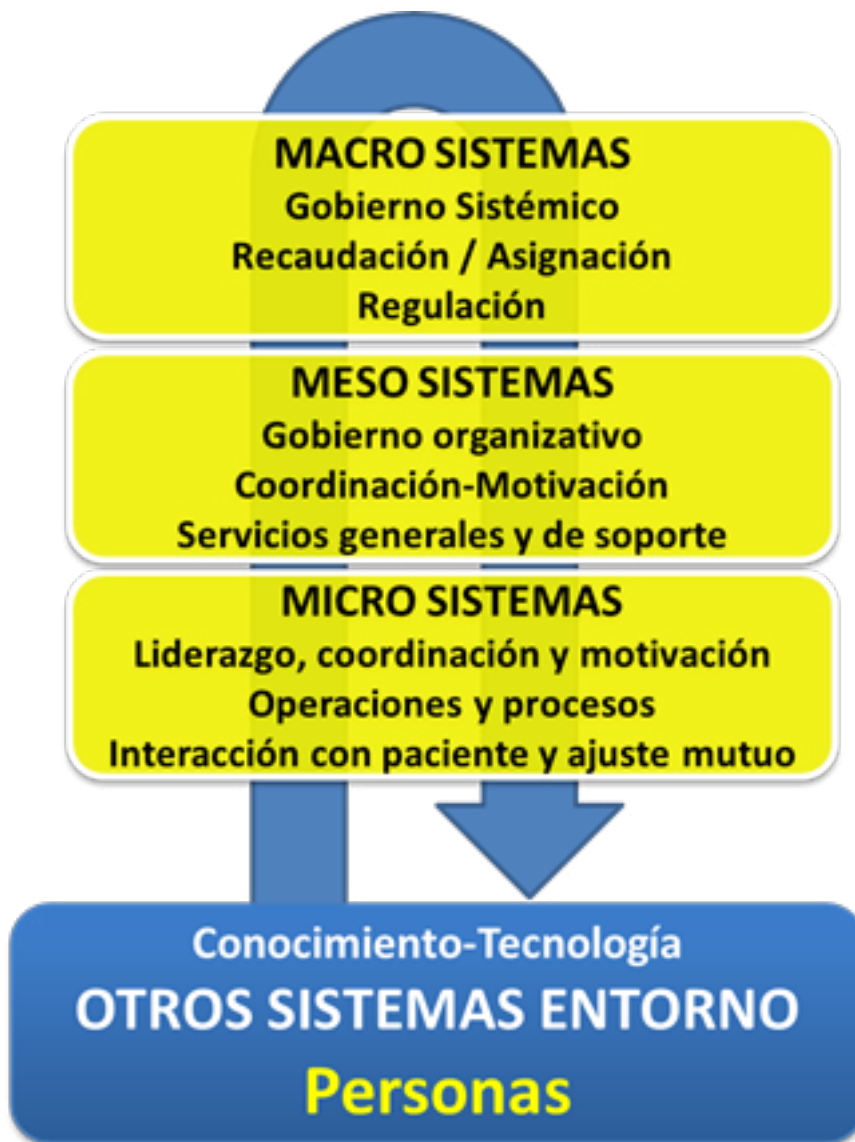 MACRO SISTEMAS
Gobierno Sistémico
Recaudación / Asignación
Regulación
MESO SISTEMAS
Gobierno organizativo
Coordinación-Motivación
Servicios generales y de soporte
MICRO SISTEMAS
Liderazgo, coordinación y motivación
Operaciones y procesos
Interacción con paciente y ajuste mutuo
Conocimiento-Tecnología
OTROS SISTEMAS ENTORNO
Personas